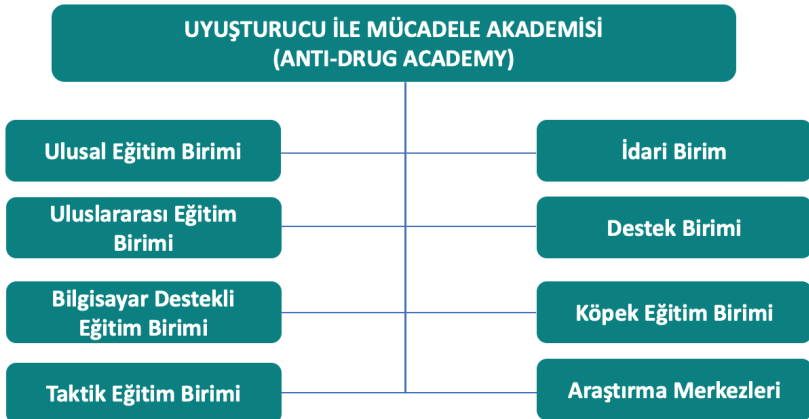 UYUŞTURUCU İLE MÜCADELE AKADEMİSİ
(ANTI-DRUG ACADEMY)
Ulusal Eğitim Birimi
İdari Birim
Uluslararası Eğitim
Birimi
Destek Birimi
Bilgisayar Destekli
Eğitim Birimi
Köpek Eğitim Birimi
Taktik Eğitim Birimi
Araştırma Merkezleri